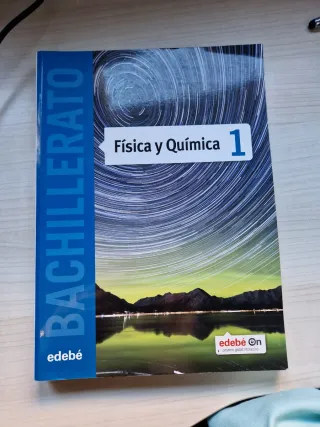 BACHILLERATO
Física y Química 1
edebé
edebé On